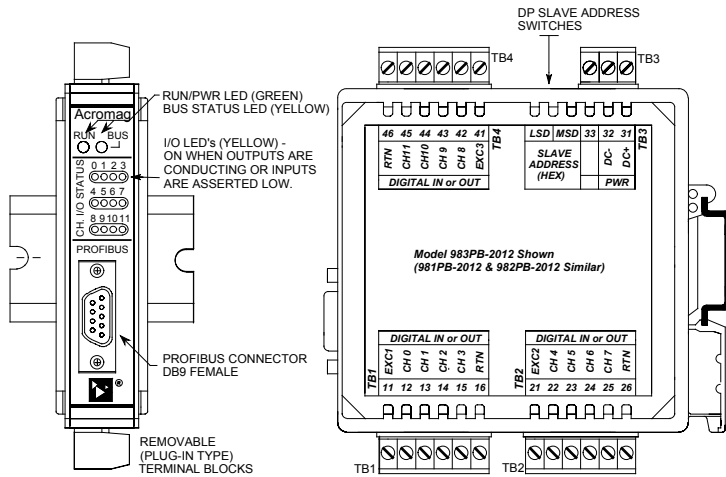 DP SLAVE ADDRESS
SWITCHES
TB4
TB3
RUN/PWR LED (GREEN)
BUS STATUS LED (YELLOW)
Acromag
RUN BUS
I/O LED's (YELLOW) -
ON WHEN OUTPUTS ARE
CONDUCTING OR INPUTS
ARE ASSERTED LOW.
CH. I/O STATUS
0 1 2 3
4 5 6 7
8 9 10 11
PROFIBUS
PROFIBUS CONNECTOR
DB9 FEMALE
®
REMOVABLE
(PLUG-IN TYPE)
TERMINAL BLOCKS
46 45 44 43 42 41
RTN CH11 CH10 CH 9 CH 8 EXC3
DIGITAL IN or OUT
TB4
LSD MSD 33 32 31
SLAVE
ADDRESS
(HEX)
DC- DC+
PWR
TB3
Model 983PB-2012 Shown
(981PB-2012 & 982PB-2012 Similar)
DIGITAL IN or OUT
EXC1 CH 0 CH 1 CH 2 CH 3 RTN
11 12 13 14 15 16
TB1
DIGITAL IN or OUT
EXC2 CH 4 CH 5 CH 6 CH 7 RTN
21 22 23 24 25 26
TB2
TB1
TB2